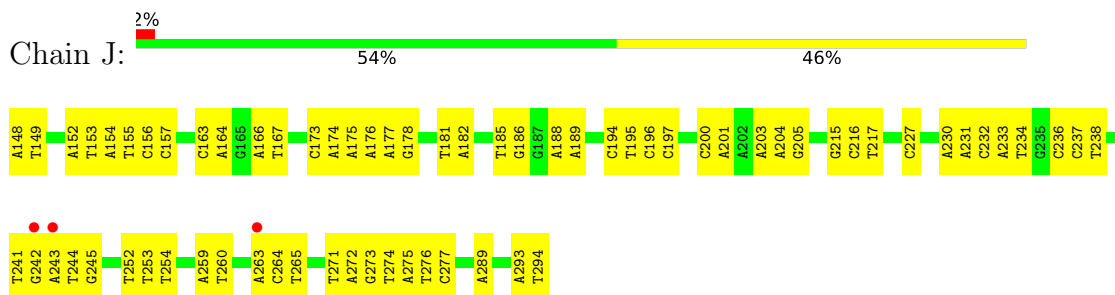 2%
Chain J:
54% 46%
A148 T149 A152 T153 A154 T155 C156 C157 C163 A164 G165 A166 T167 C173 A174 A175 A176 A177 G178 T181 A182 T185 G186 G187 A188 A189 C194 T195 C196 C197 C200 A201 A202 A203 A204 G205 G215 C216 T217 C227 A230 A231 C232 A233 T234 G235 C236 C237 T238
T241 G242 A243 T244 G245 T252 T253 T254 A259 T260 A263 C264 T265 T271 A272 G273 T274 A275 T276 C277 A289 A293 T294